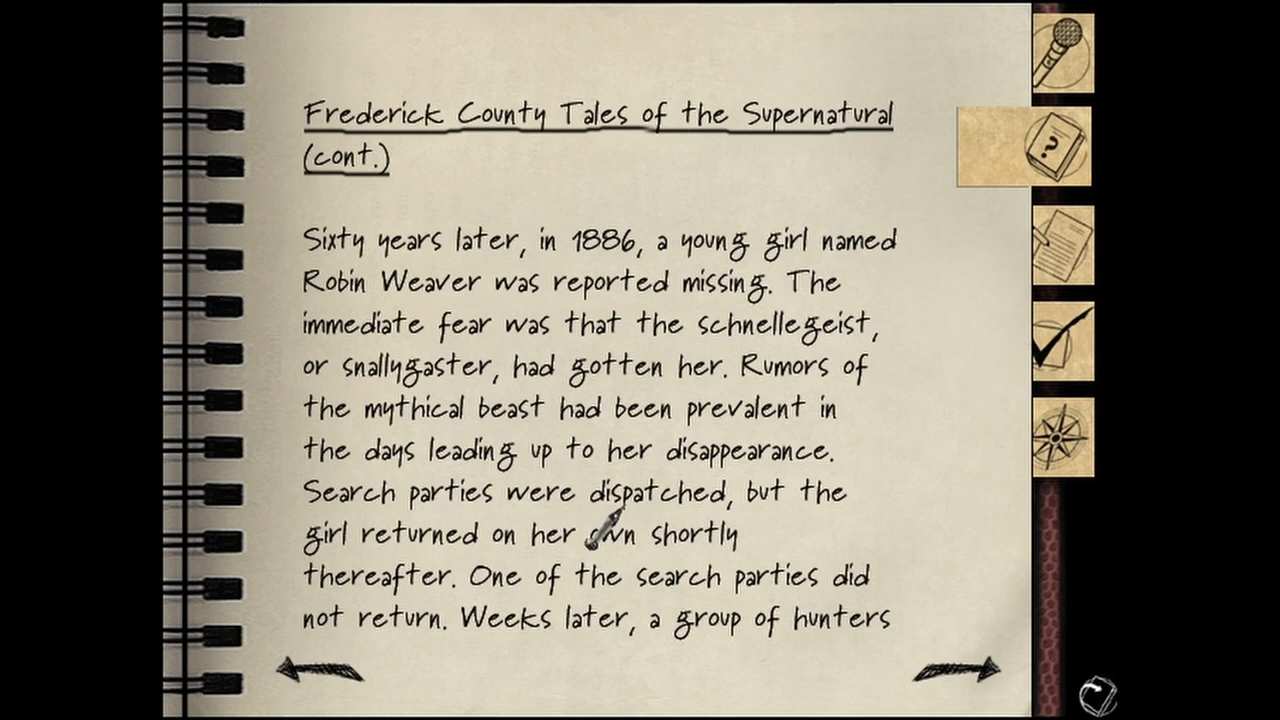 Frederick County Tales of the Supernatural
(cont.)
Sixty years later, in 1886, a young girl named
Robin Weaver was reported missing. The
immediate fear was that the schnellegeist,
or snallygaster, had gotten her. Rumors of
the mythical beast had been prevalent in
the days leading up to her disappearance.
Search parties were dispatched, but the
girl returned on her own shortly
thereafter. One of the search parties did
not return. Weeks later, a group of hunters
?